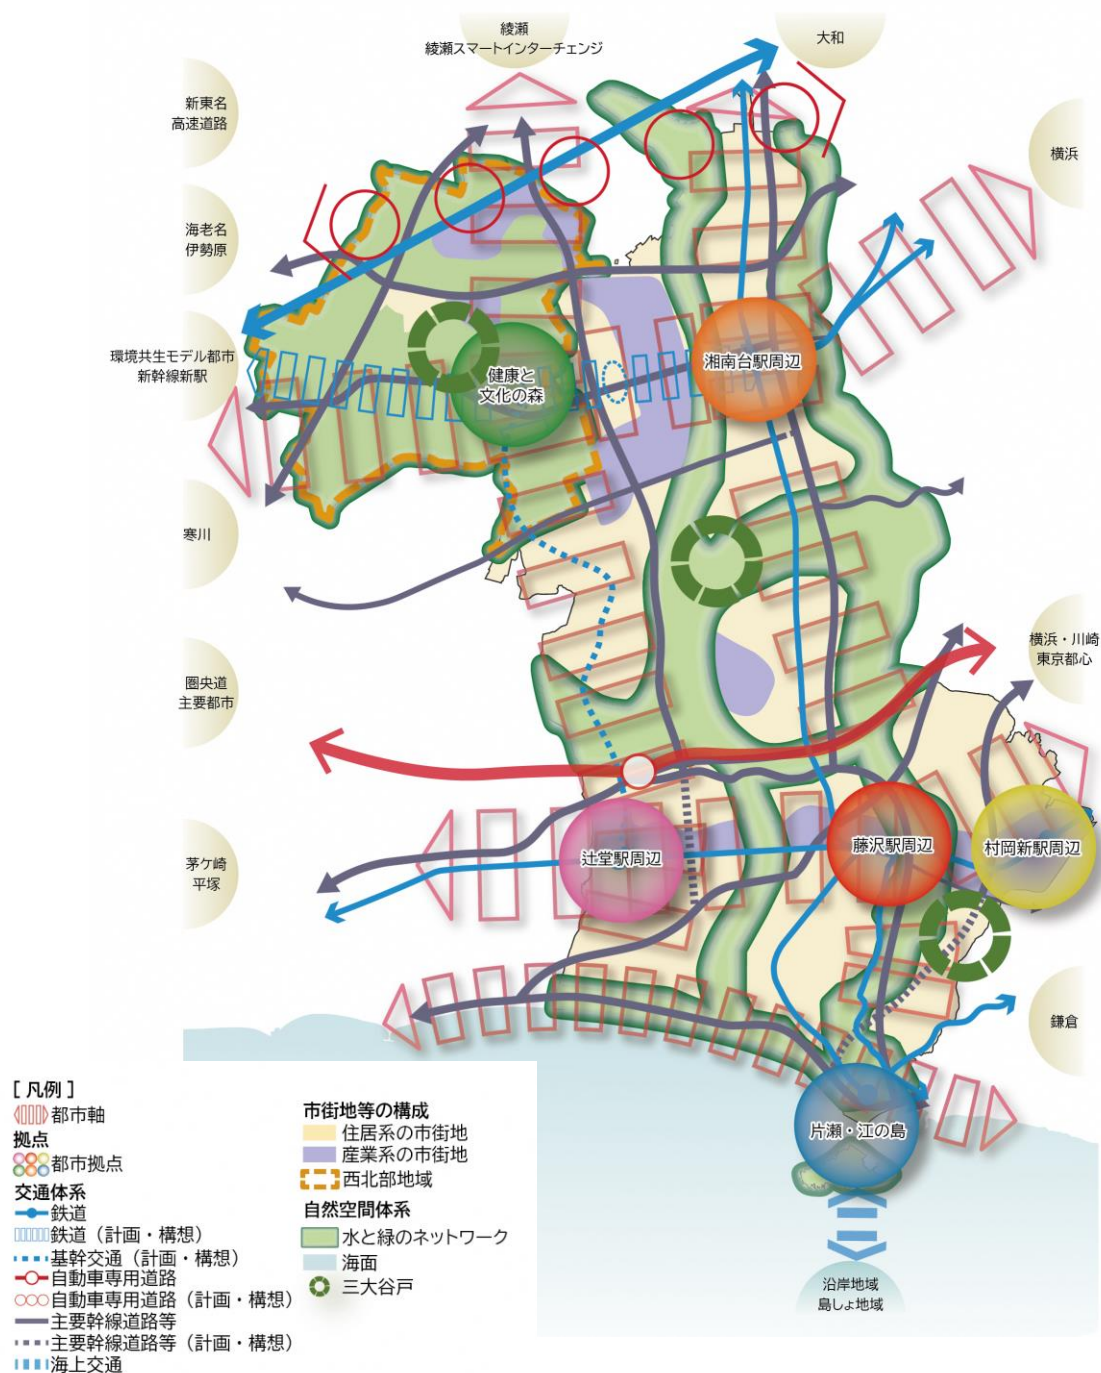 綾瀬
綾瀬スマートインターチェンジ
大和
新東名
高速道路
横浜
海老名
伊勢原
環境共生モデル都市
新幹線新駅
湘南台駅周辺
健康と
文化の森
寒川
横浜・川崎
東京都心
圏央道
主要都市
茅ケ崎
平塚
辻堂駅周辺
藤沢駅周辺
村岡新駅周辺
鎌倉
片瀬・江の島
沿岸地域
島しょ地域
[ 凡例 ]
都市軸
拠点
都市拠点
交通体系
鉄道
鉄道（計画・構想）
基幹交通（計画・構想）
自動車専用道路
自動車専用道路（計画・構想）
主要幹線道路等
主要幹線道路等（計画・構想）
海上交通
市街地等の構成
住居系の市街地
産業系の市街地
西北部地域
自然空間体系
水と緑のネットワーク
海面
三大谷戸